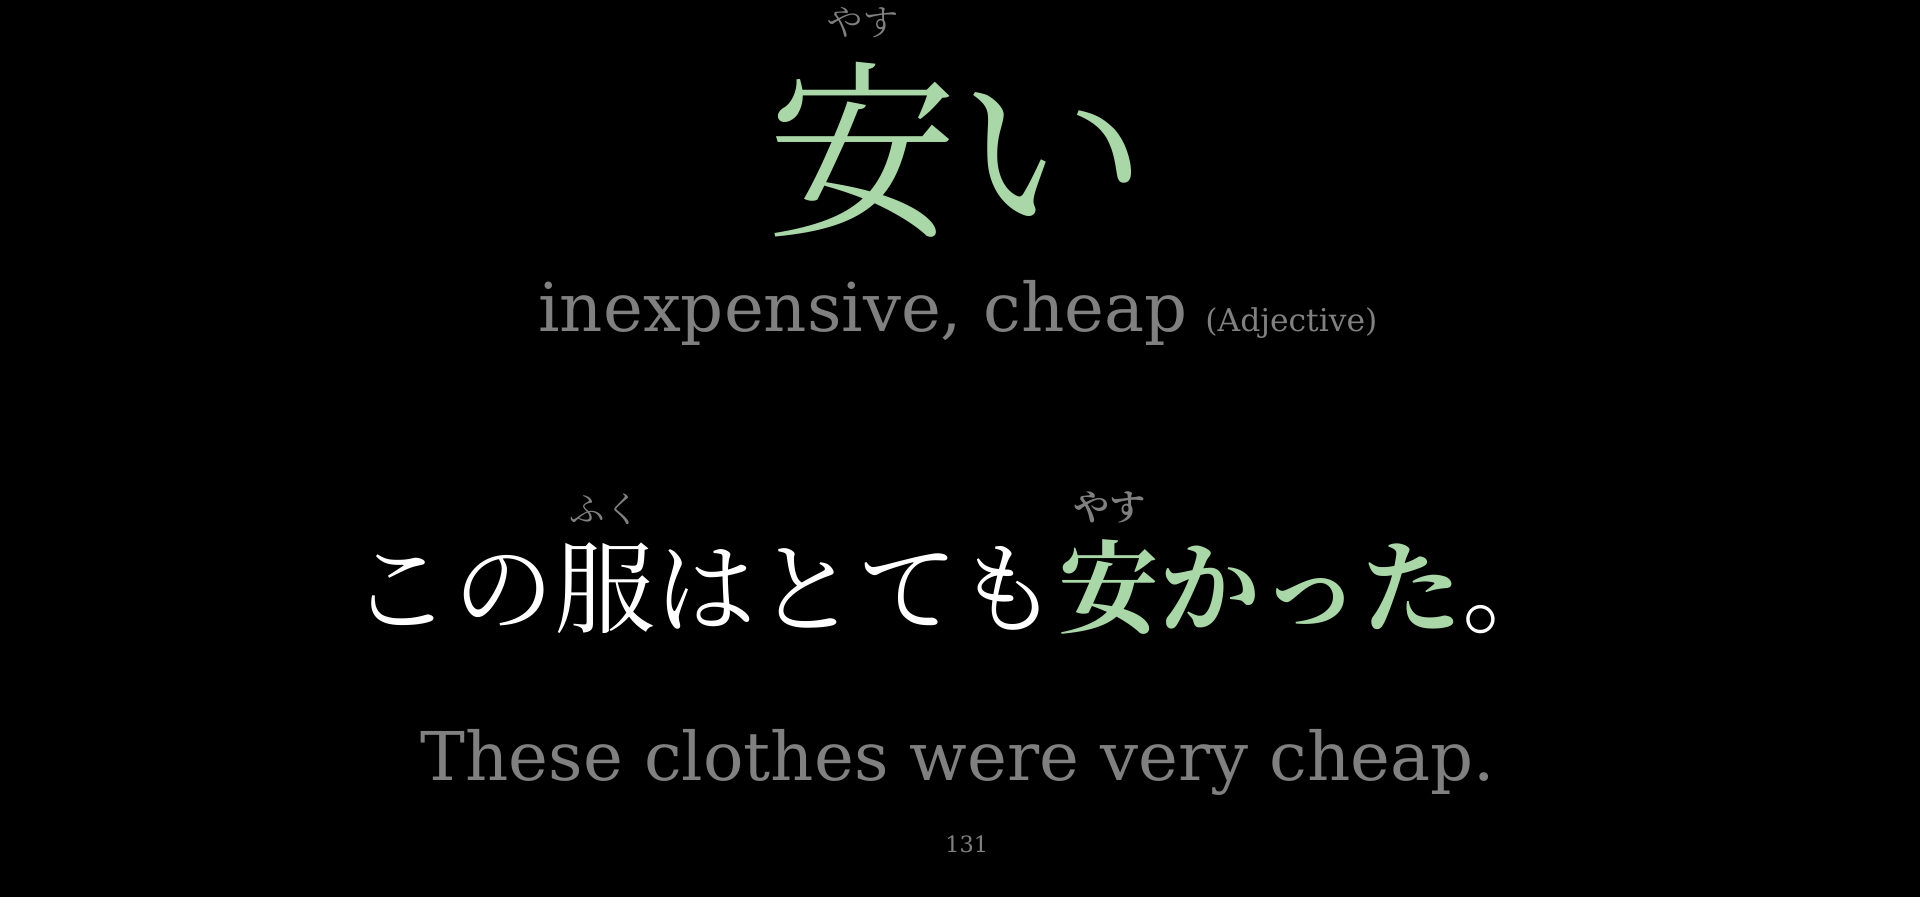 やす
安い
inexpensive, cheap (Adjective)
ふく やす
この服はとても安かった。
These clothes were very cheap.
131